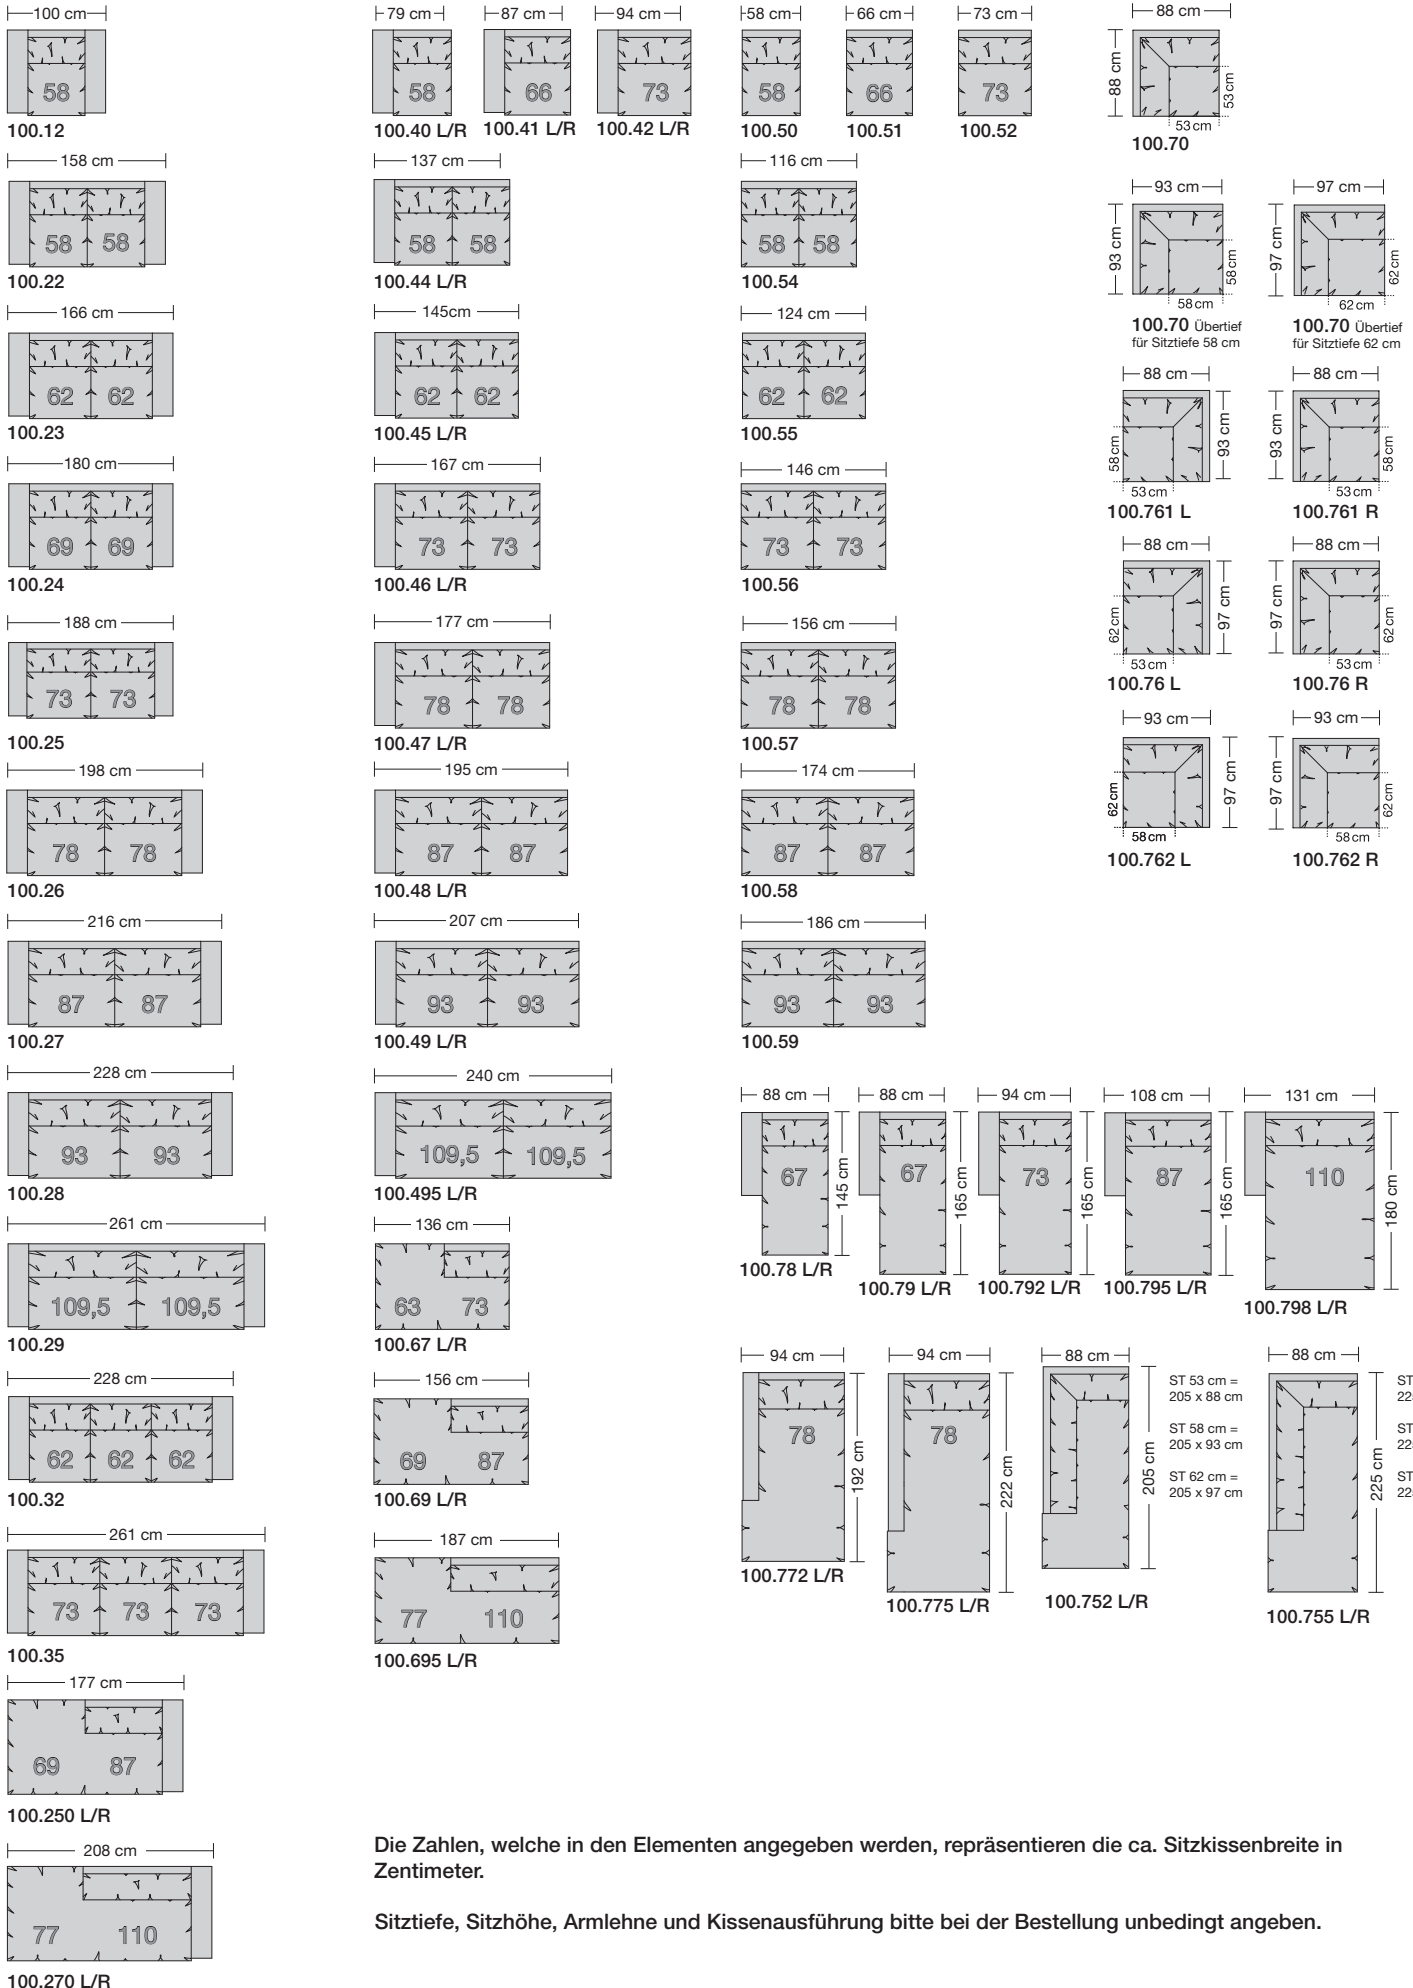 100 cm
58
100.12
158 cm
58 58
100.22
166 cm
62 62
100.23
180 cm
69 69
100.24
188 cm
73 73
100.25
198 cm
78 78
100.26
216 cm
87 87
100.27
228 cm
93 93
100.28
261 cm
109,5 109,5
100.29
228 cm
62 62 62
100.32
261 cm
73 73 73
100.35
177 cm
69 87
100.250 L/R
208 cm
77 110
100.270 L/R
79 cm
58
100.40 L/R
87 cm
66
100.41 L/R
94 cm
73
100.42 L/R
137 cm
58 58
100.44 L/R
145cm
62 62
100.45 L/R
167 cm
73 73
100.46 L/R
177 cm
78 78
100.47 L/R
195 cm
87 87
100.48 L/R
207 cm
93 93
100.49 L/R
240 cm
109,5 109,5
100.495 L/R
136 cm
63 73
100.67 L/R
156 cm
69 87
100.69 L/R
187 cm
77 110
100.695 L/R
58 cm
58
100.50
66 cm
66
100.51
73 cm
73
100.52
116 cm
58 58
100.54
124 cm
62 62
100.55
146 cm
73 73
100.56
156 cm
78 78
100.57
174 cm
87 87
100.58
186 cm
93 93
100.59
88 cm
88 cm
53 cm
53 cm
100.70
93 cm
93 cm
58 cm
58 cm
100.70 Übertief
für Sitztiefe 58 cm
97 cm
97 cm
62 cm
62 cm
100.70 Übertief
für Sitztiefe 62 cm
88 cm
58 cm
93 cm
53 cm
100.761 L
88 cm
93 cm
58 cm
53 cm
100.761 R
88 cm
62 cm
97 cm
53 cm
100.76 L
88 cm
97 cm
62 cm
53 cm
100.76 R
93 cm
62 cm
97 cm
58 cm
100.762 L
93 cm
97 cm
62 cm
58 cm
100.762 R
88 cm
67
145 cm
100.78 L/R
88 cm
67
165 cm
100.79 L/R
94 cm
73
165 cm
100.792 L/R
108 cm
87
165 cm
100.795 L/R
131 cm
110
180 cm
100.798 L/R
94 cm
78
192 cm
100.772 L/R
94 cm
78
222 cm
100.775 L/R
88 cm
205 cm
100.752 L/R
ST 53 cm =
205 x 88 cm
ST 58 cm =
205 x 93 cm
ST 62 cm =
205 x 97 cm
88 cm
225 cm
100.755 L/R
ST
ST
ST
Die Zahlen, welche in den Elementen angegeben werden, repräsentieren die ca. Sitzkissenbreite in
Zentimeter.
Sitztiefe, Sitzhöhe, Armlehne und Kissenausführung bitte bei der Bestellung unbedingt angeben.